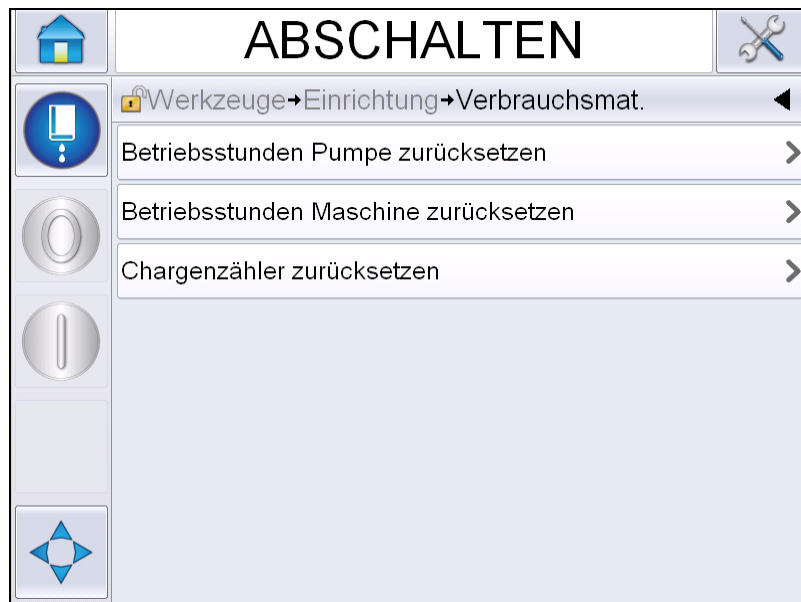 ABSCHALTEN
Werkzeuge→Einrichtung→Verbrauchsmat.
Betriebsstunden Pumpe zurücksetzen
Betriebsstunden Maschine zurücksetzen
Chargenzähler zurücksetzen